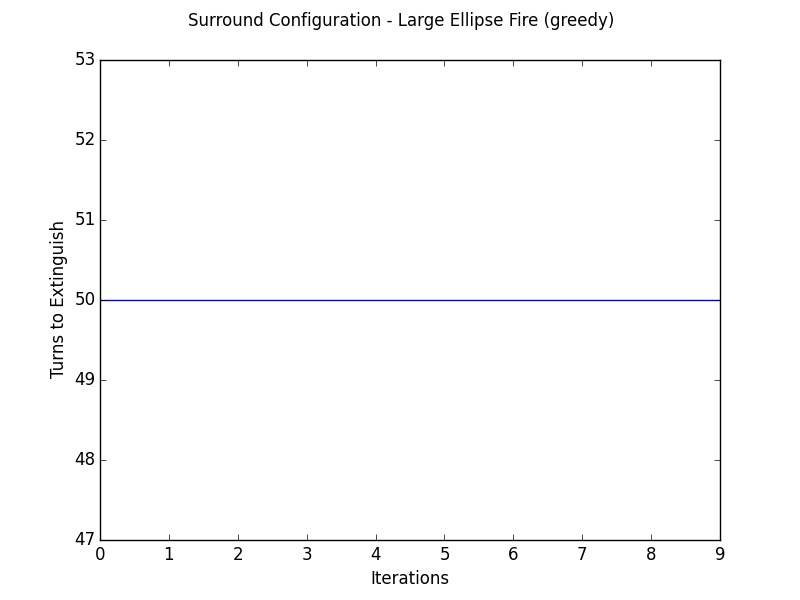 Surround Configuration - Large Ellipse Fire (greedy)
53
52
51
50
49
48
47
Turns to Extinguish
0 1 2 3 4 5 6 7 8 9
Iterations